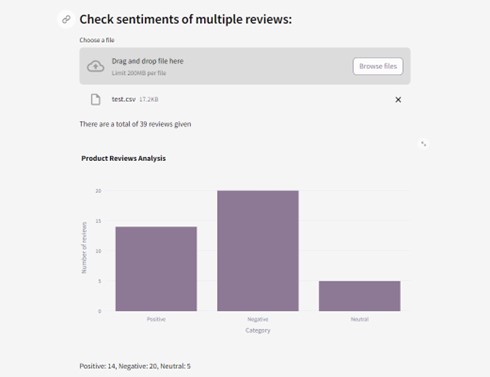 Check sentiments of multiple reviews:
Choose a file
Drag and drop file here
Limit 200MB per file
Browse files
test.csv 17.2KB
There are a total of 39 reviews given
Product Reviews Analysis
20
15
10
5
0
Number of reviews
Positive
Negative
Neutral
Category
Positive: 14, Negative: 20, Neutral: 5